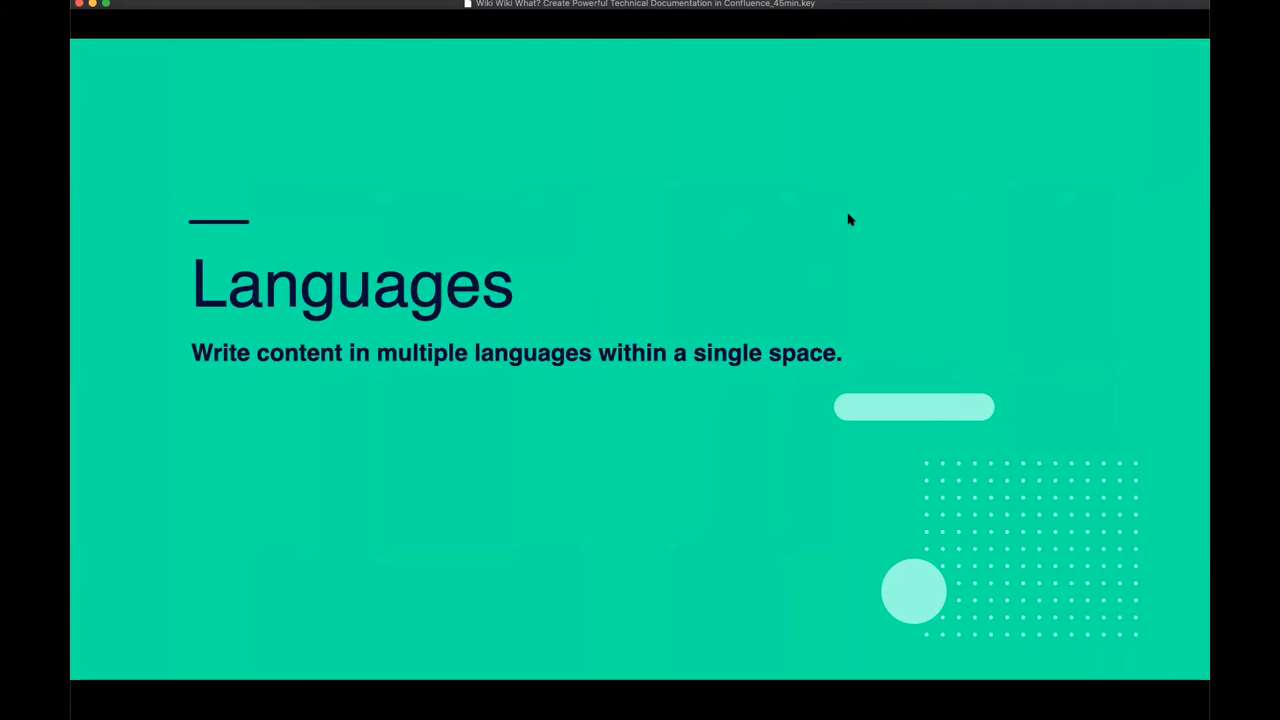 Wiki Wiki What? Create Powerful Technical Documentation in Confluence_45min.key
Languages
Write content in multiple languages within a single space.